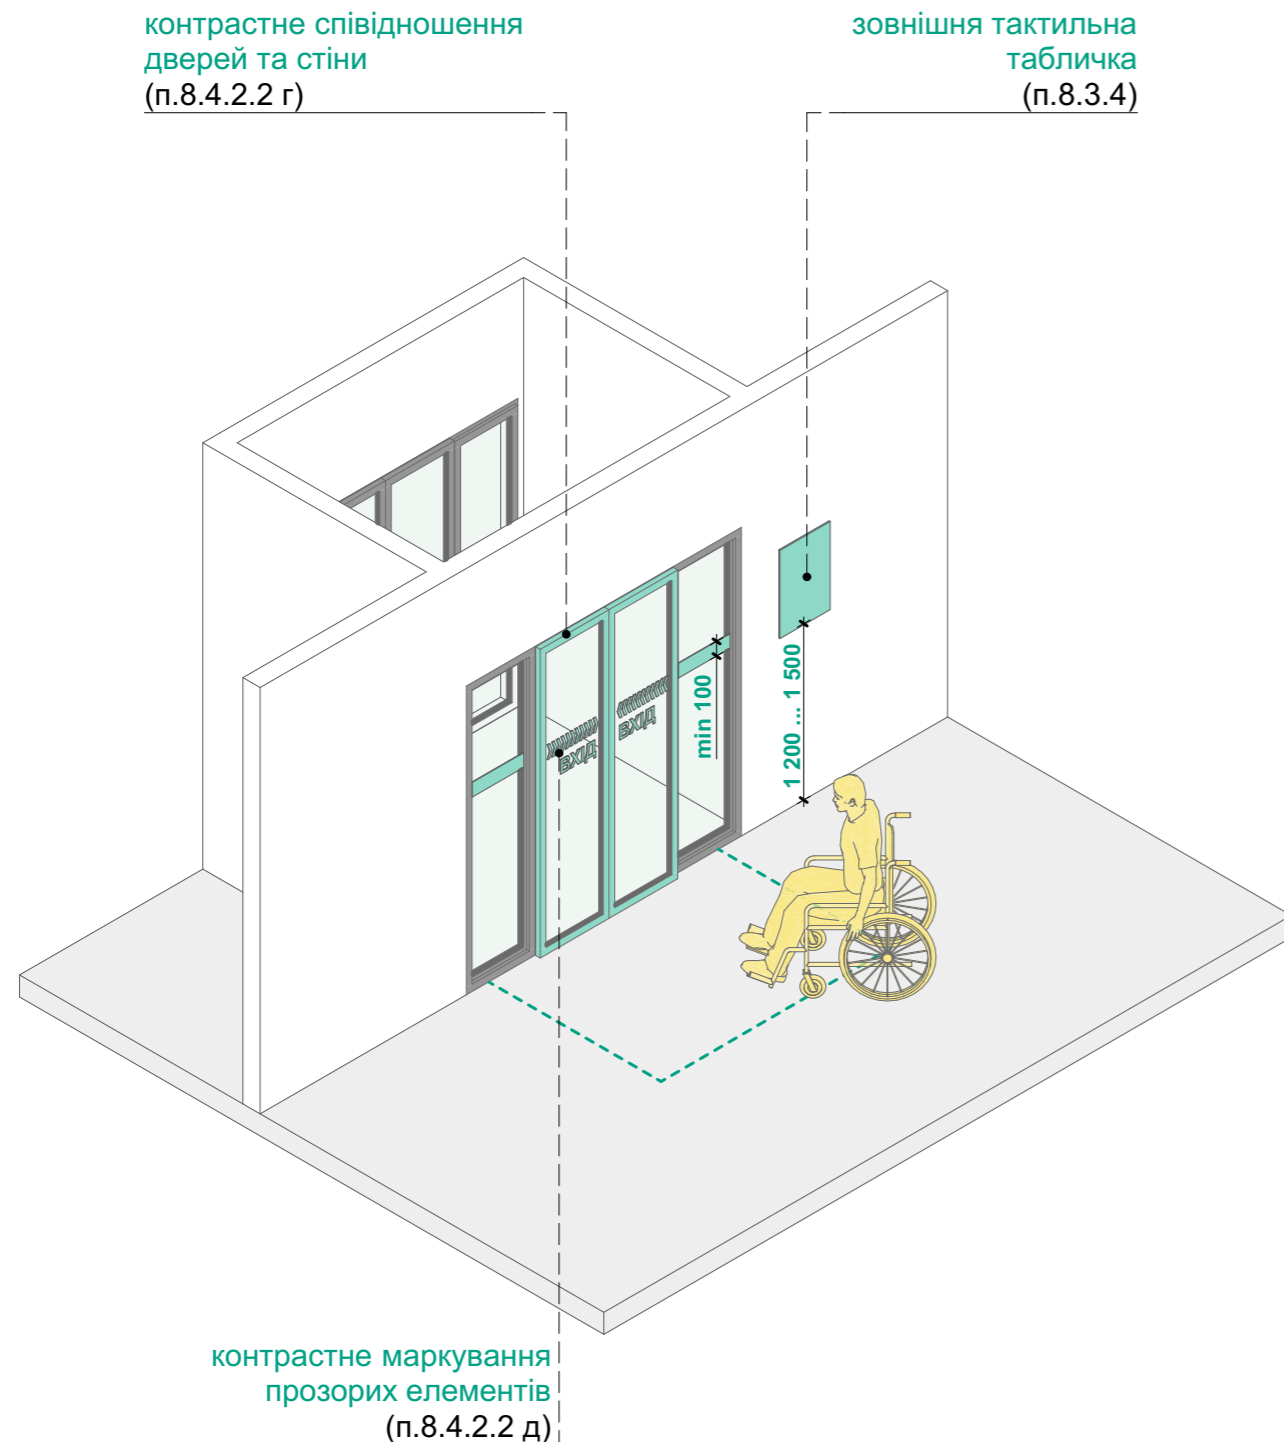 контрастне співідношення
дверей та стіни
(п.8.4.2.2 г)
зовнішня тактильна
табличка
(п.8.3.4)
ВХІД
ВХІД
min 100
1 200 ... 1 500
контрастне маркування
прозорих елементів
(п.8.4.2.2 д)